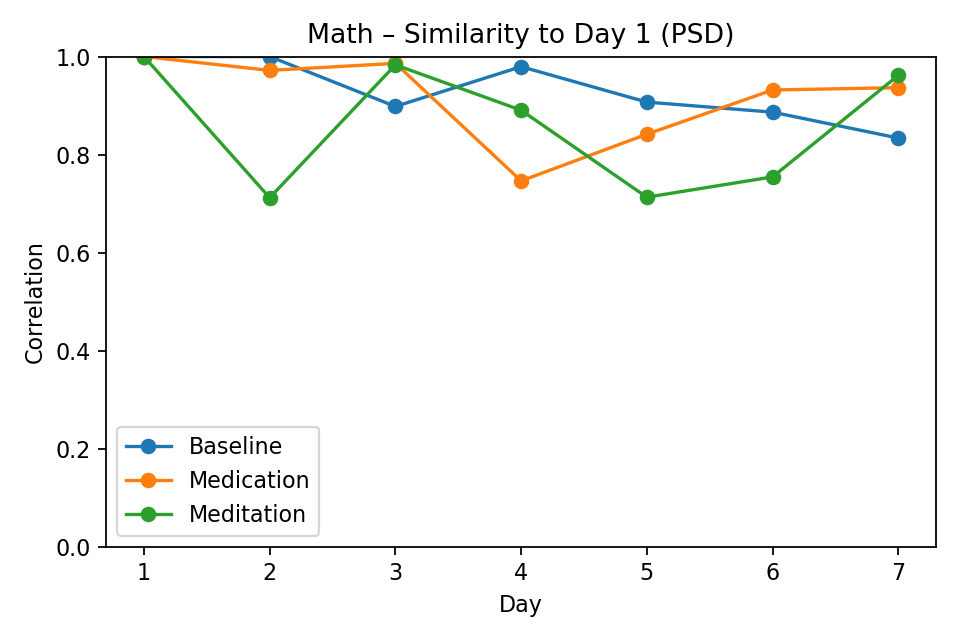 Math – Similarity to Day 1 (PSD)
1.0
0.8
0.6
0.4
0.2
0.0
Correlation
Baseline
Medication
Meditation
1 2 3 4 5 6 7
Day